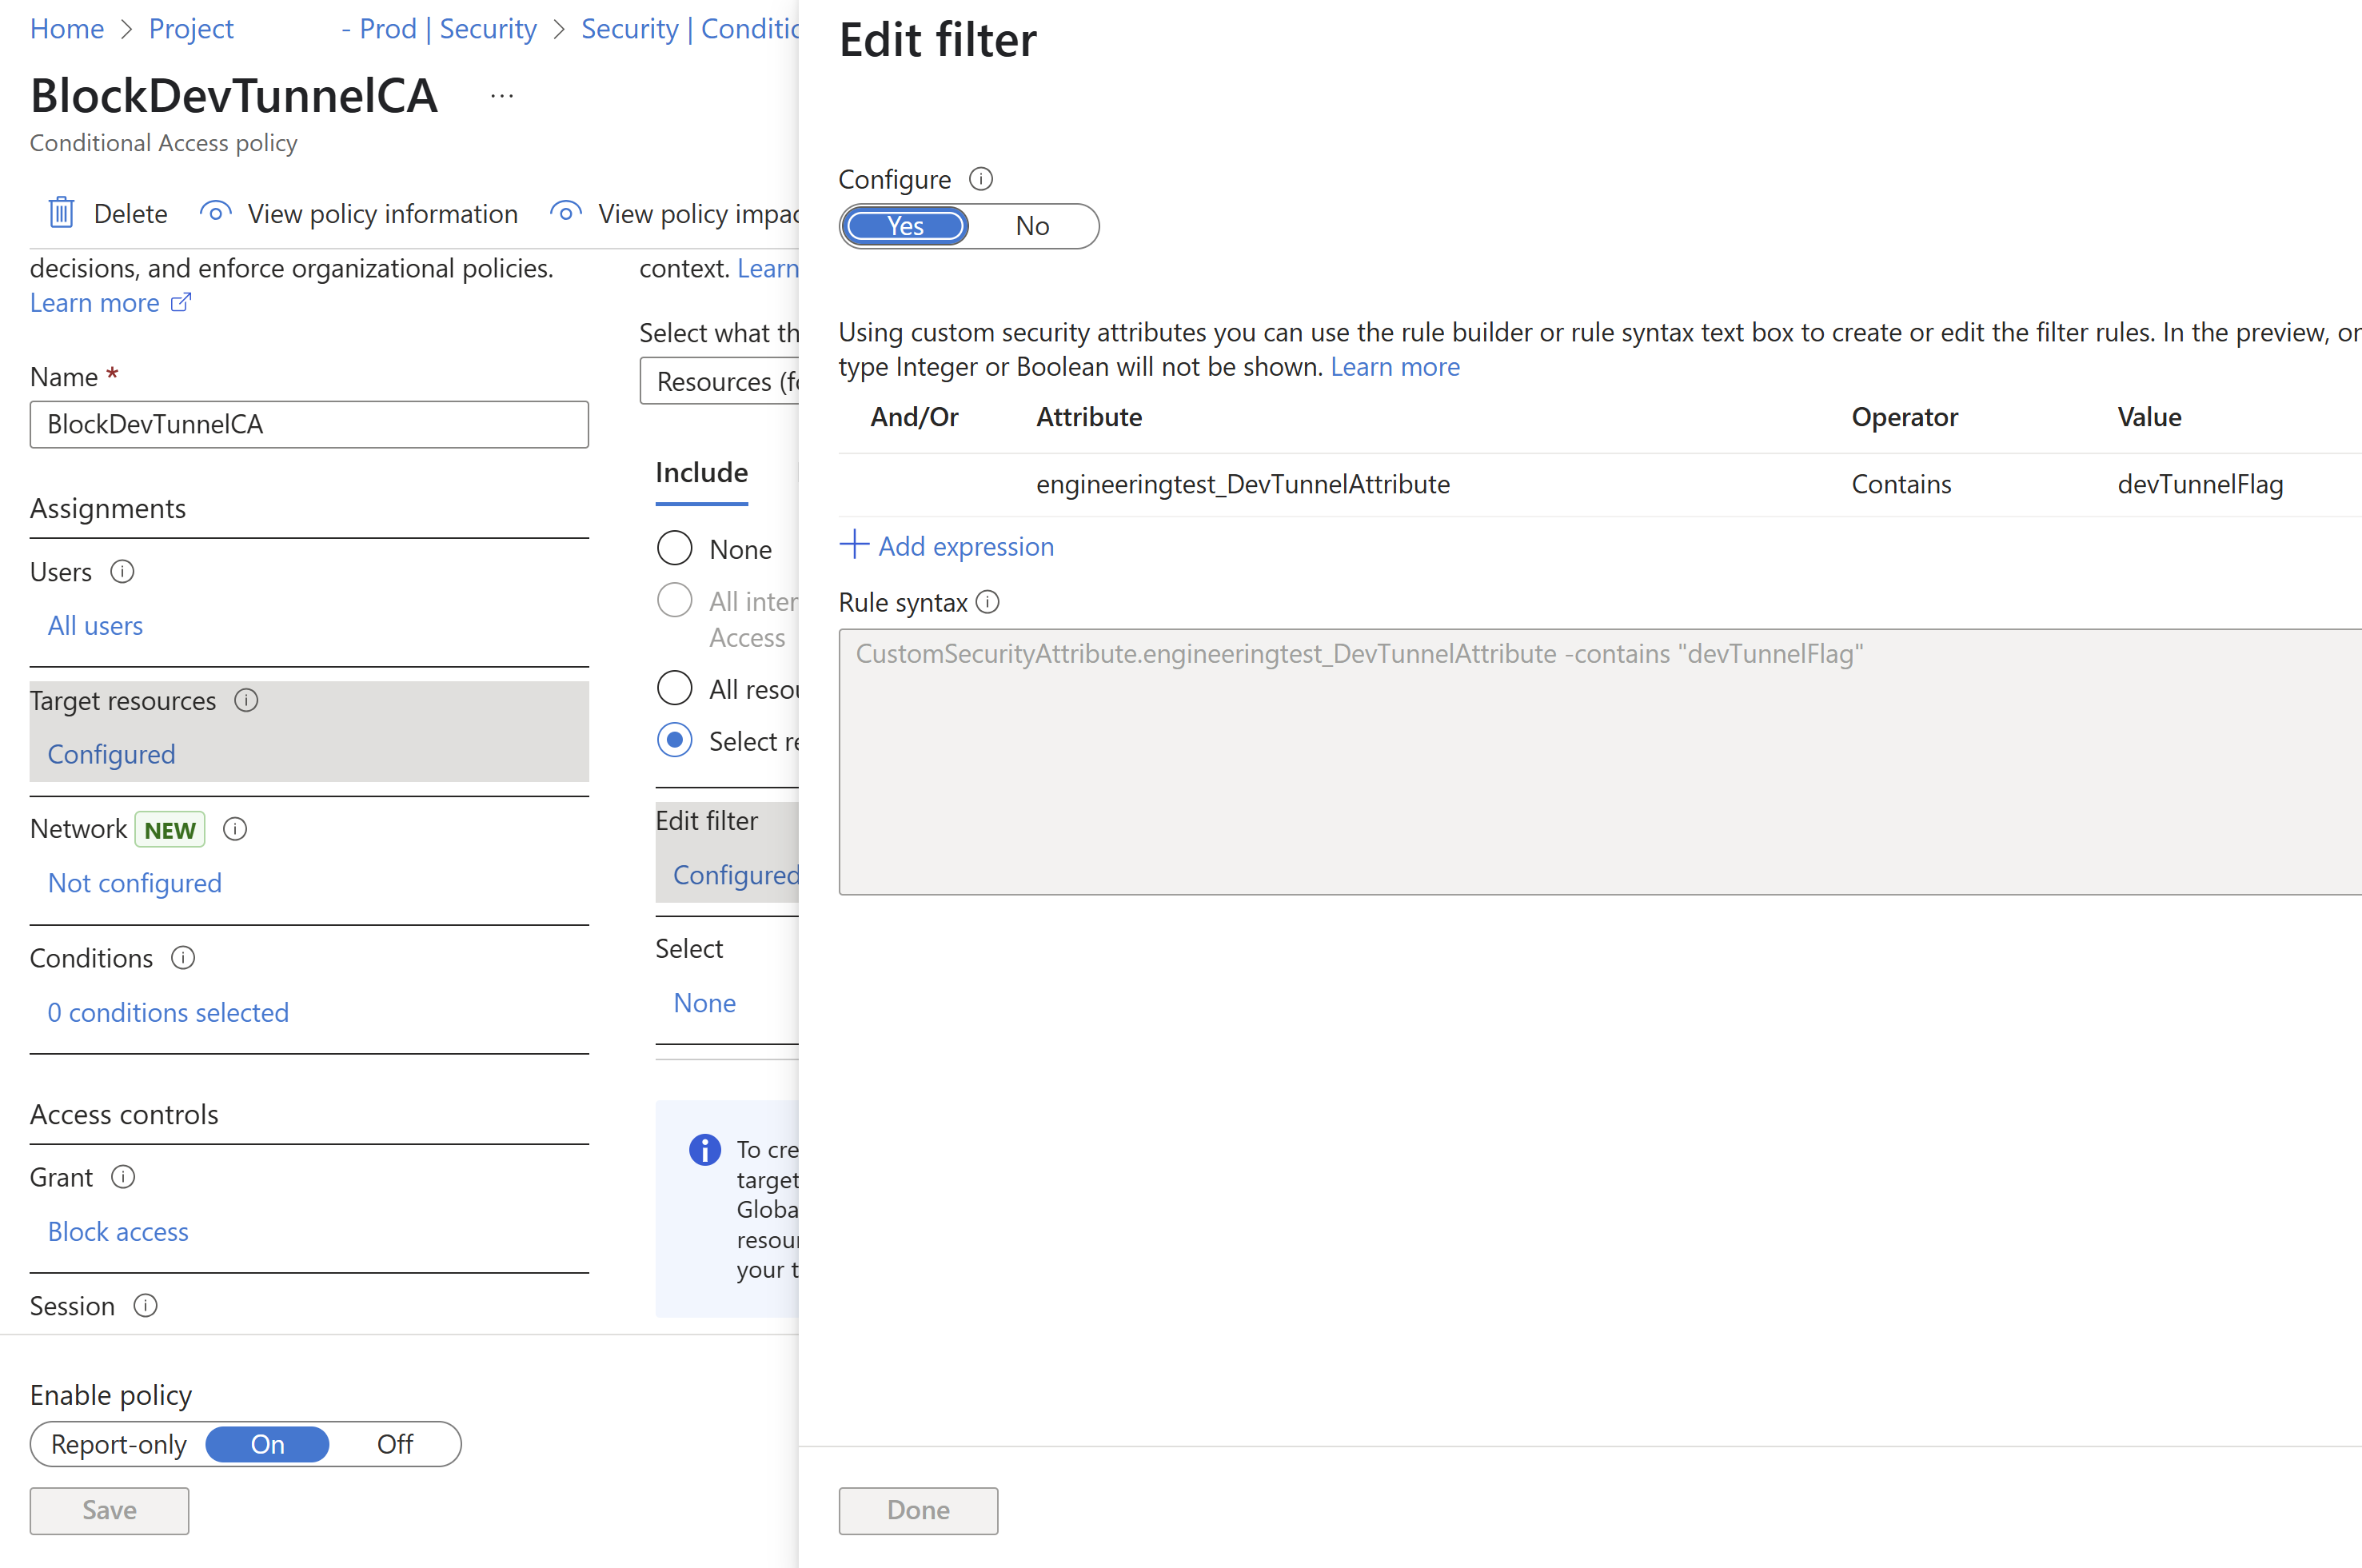 Home > Project - Prod | Security > Security | Conditio
BlockDevTunnelCA ...
Conditional Access policy
Delete View policy information View policy impac
decisions, and enforce organizational policies.
Learn more
Name *
BlockDevTunnelCA
Assignments
Users
All users
Target resources
Configured
Network NEW
Not configured
Conditions
0 conditions selected
Access controls
Grant
Block access
Session
Enable policy
Report-only On Off
Save
context. Learn
Select what th
Resources (fo
Include
None
All inter
Access
All resou
Select re
Edit filter
Configured
Select
None
To cre
target
Globa
resour
your t
Edit filter
Configure
Yes No
Using custom security attributes you can use the rule builder or rule syntax text box to create or edit the filter rules. In the preview, or
type Integer or Boolean will not be shown. Learn more
And/Or Attribute Operator Value
engineeringtest_DevTunnelAttribute Contains devTunnelFlag
Add expression
Rule syntax
CustomSecurityAttribute.engineeringtest_DevTunnelAttribute -contains "devTunnelFlag"
Done